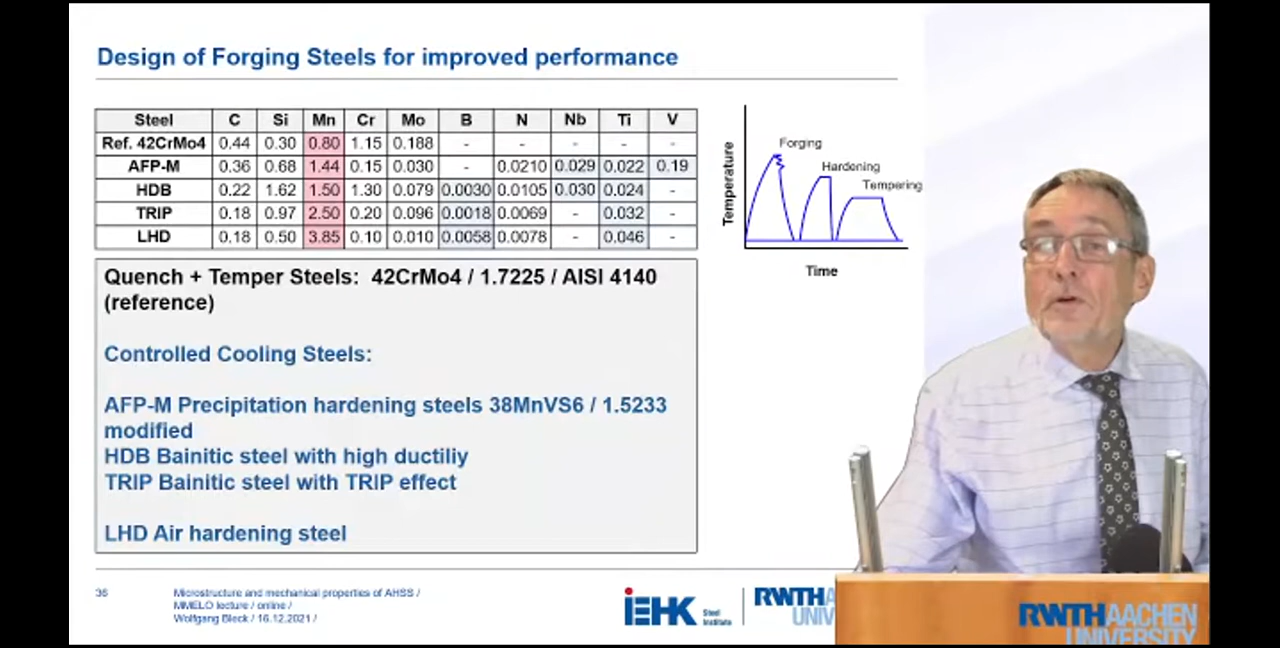 Design of Forging Steels for improved performance
Steel C Si Mn Cr Mo B N Nb Ti V
Ref. 42CrMo4 0.44 0.30 0.80 1.15 0.188 - - - - -
AFP-M 0.36 0.68 1.44 0.15 0.030 - 0.0210 0.029 0.022 0.19
HDB 0.22 1.62 1.50 1.30 0.079 0.0030 0.0105 0.030 0.024 -
TRIP 0.18 0.97 2.50 0.20 0.096 0.0018 0.0069 - 0.032 -
LHD 0.18 0.50 3.85 0.10 0.010 0.0058 0.0078 - 0.046 -
Temperature
Forging
Hardening
Tempering
Time
Quench + Temper Steels: 42CrMo4 / 1.7225 / AISI 4140
(reference)
Controlled Cooling Steels:
AFP-M Precipitation hardening steels 38MnVS6 / 1.5233
modified
HDB Bainitic steel with high ductiliy
TRIP Bainitic steel with TRIP effect
LHD Air hardening steel
36
Microstructure and mechanical properties of AHSS /
MMELO lecture / online /
Wolfgang Bleck / 16.12.2021 /
iEHK Steel
Institute
RWTHA
UNIV
RWTHAACHEN
UNIVERSITY